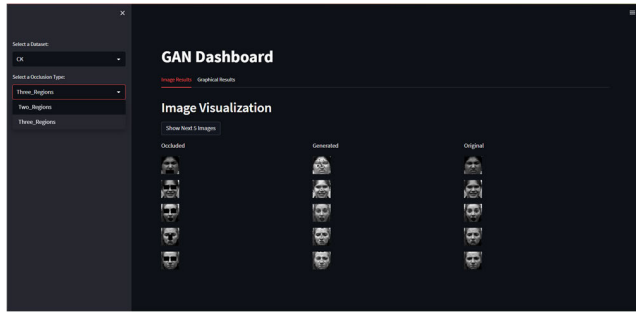 Select a Dataset:
CK
Select a Occlusion Type:
Three_Regions
Two_Regions
Three_Regions
GAN Dashboard
Image Results Graphical Results
Image Visualization
Show Next 5 Images
Occluded Generated Original